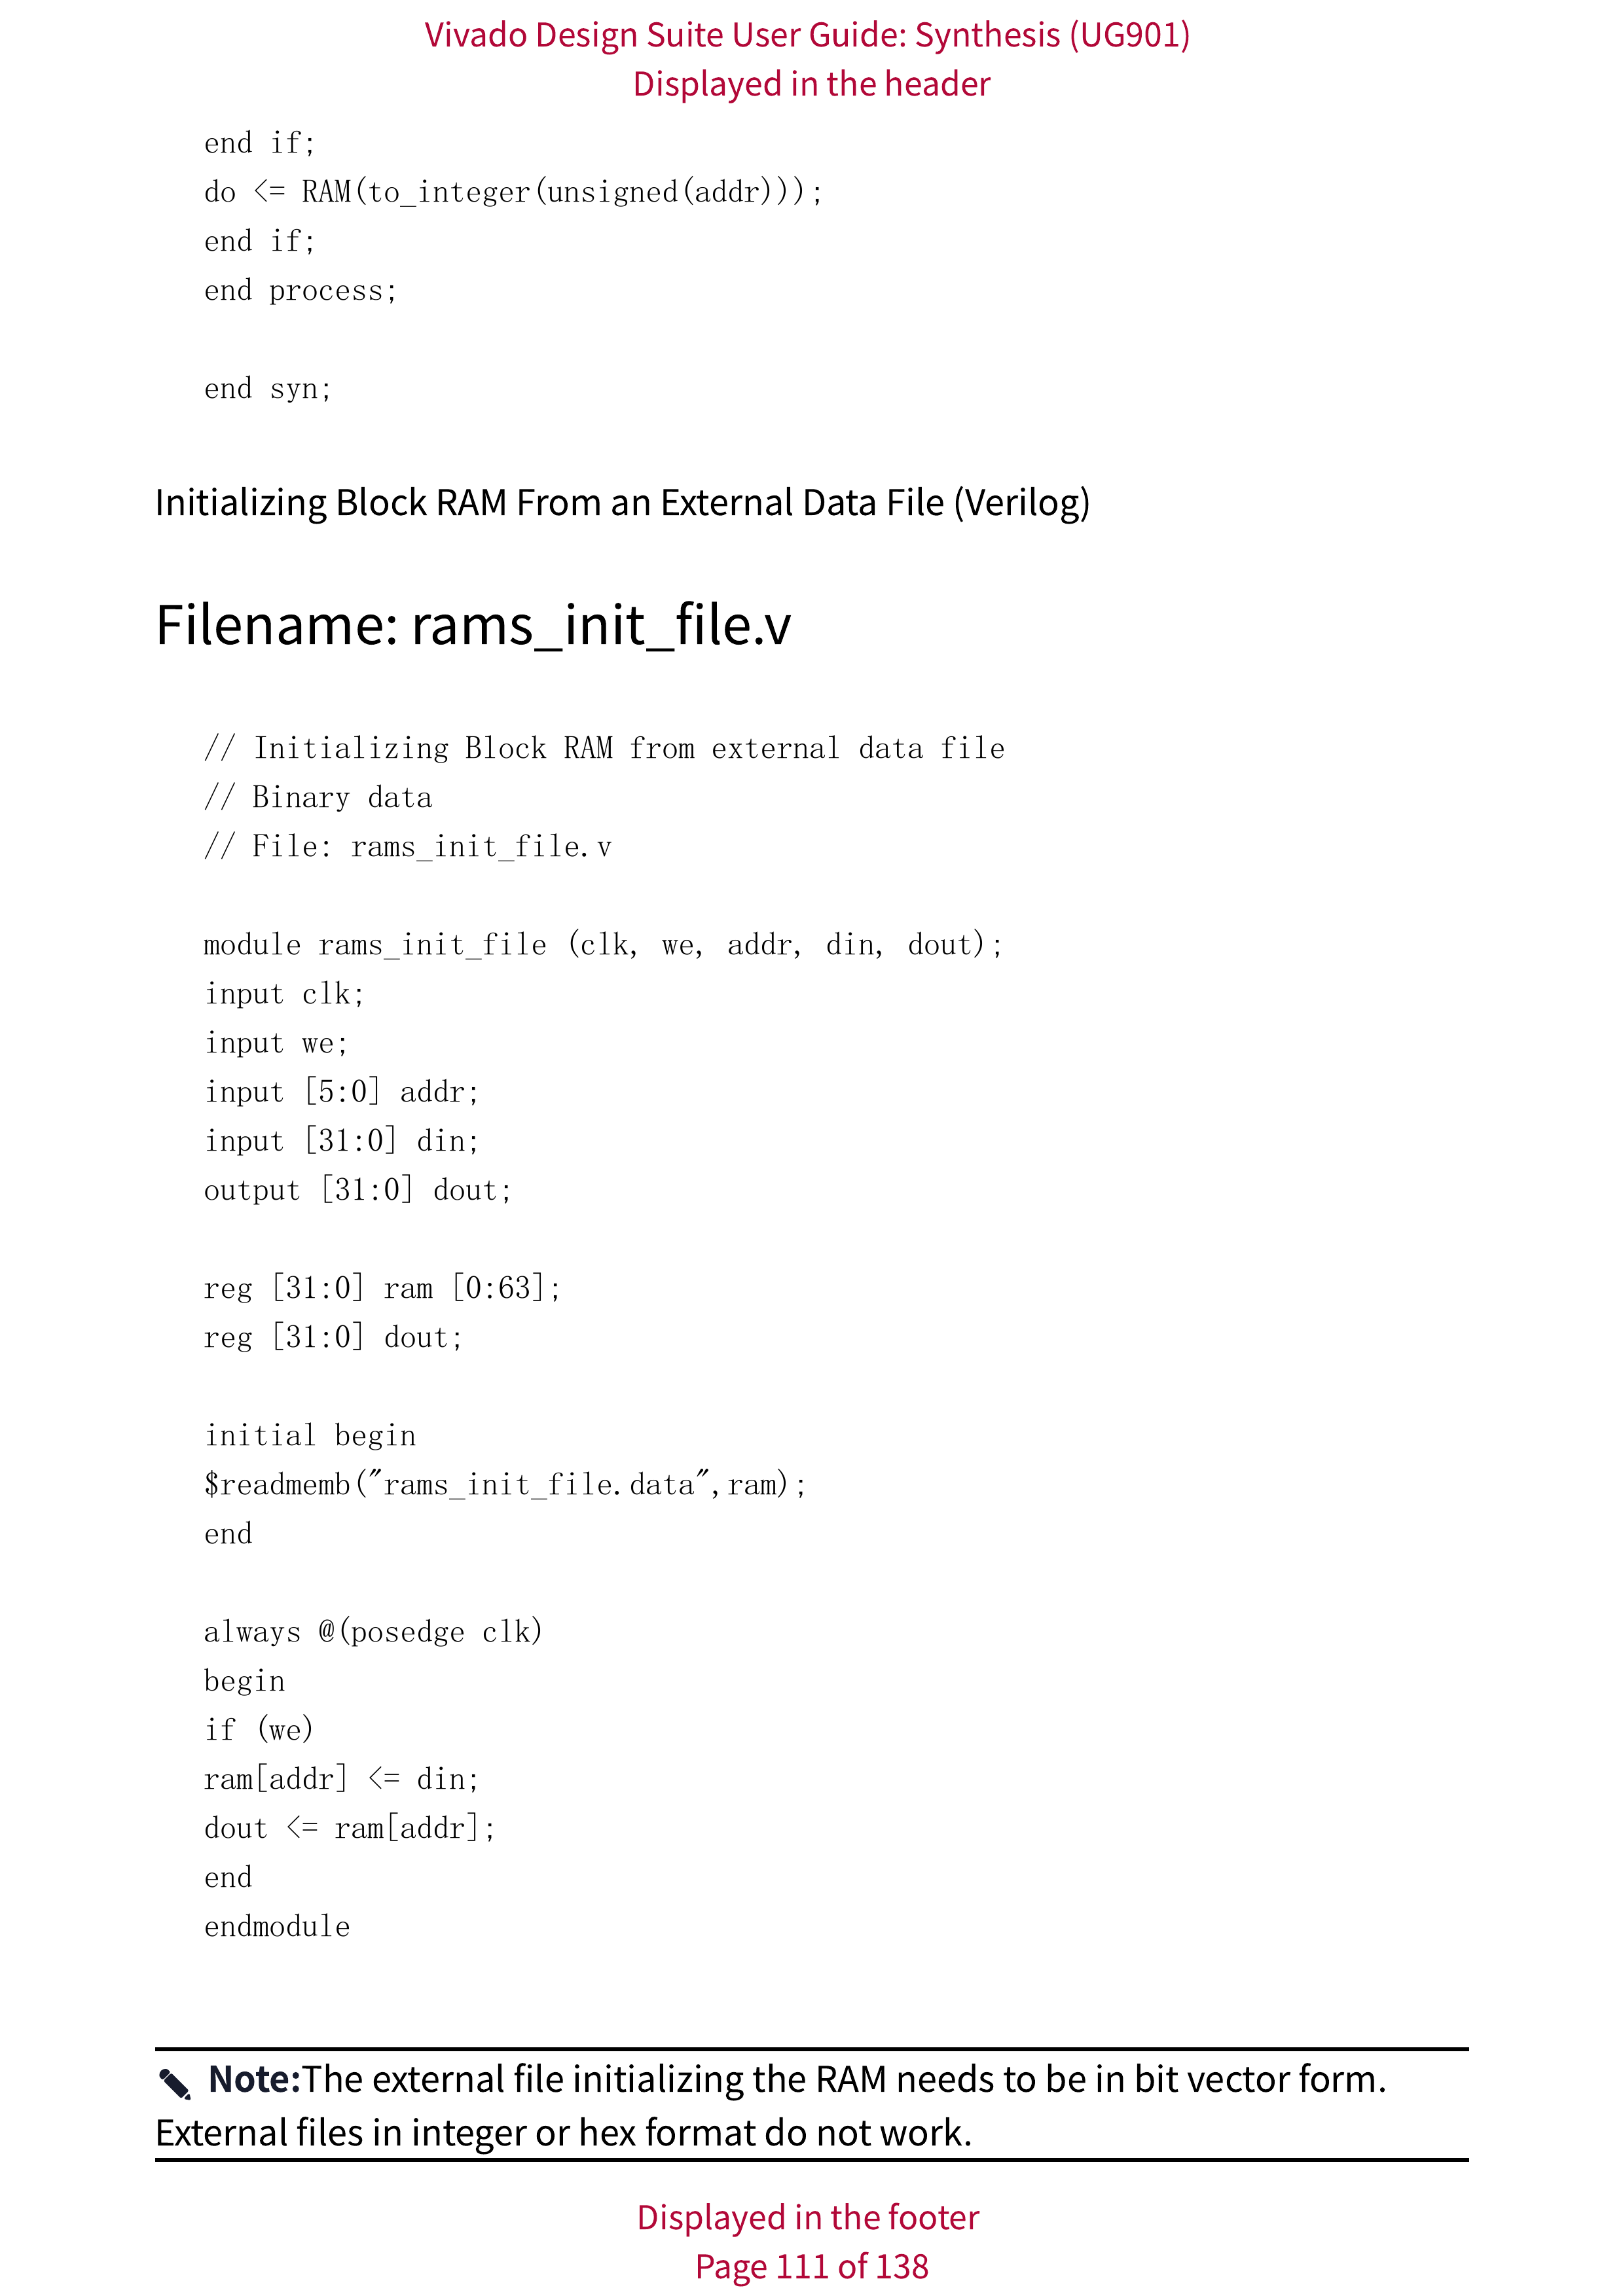 Vivado Design Suite User Guide: Synthesis (UG901)
Displayed in the header
end if;
do <= RAM(to_integer(unsigned(addr)));
end if;
end process;
end syn;
Initializing Block RAM From an External Data File (Verilog)
Filename: rams_init_file.v
// Initializing Block RAM from external data file
// Binary data
// File: rams_init_file.v
module rams_init_file (clk, we, addr, din, dout);
input clk;
input we;
input [5:0] addr;
input [31:0] din;
output [31:0] dout;
reg [31:0] ram [0:63];
reg [31:0] dout;
initial begin
$readmemb("rams_init_file.data",ram);
end
always @(posedge clk)
begin
if (we)
ram[addr] <= din;
dout <= ram[addr];
end
endmodule
Note:The external file initializing the RAM needs to be in bit vector form.
External files in integer or hex format do not work.
Displayed in the footer
Page 111 of 138